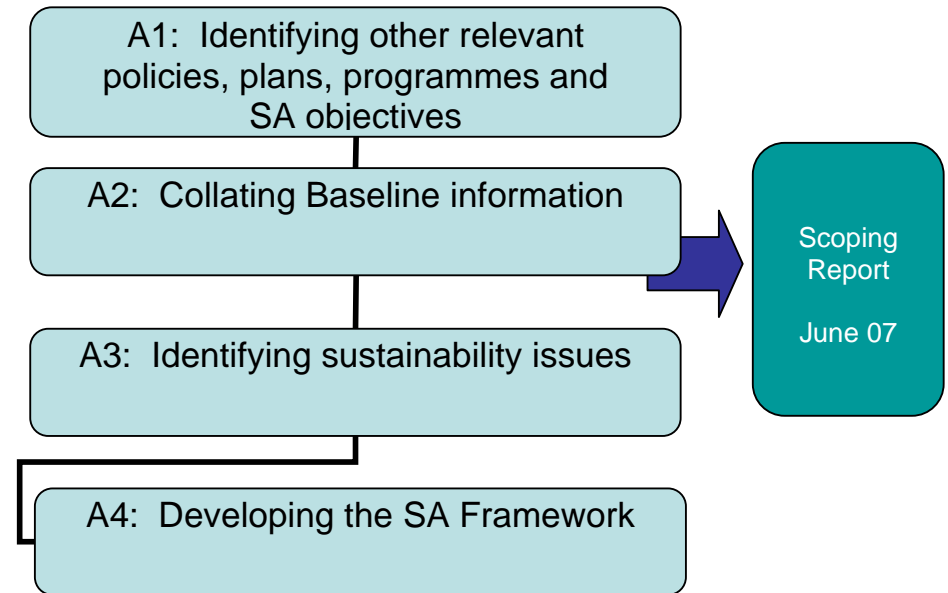 A1:  Identifying other relevant
policies, plans, programmes and
SA objectives
A2:  Collating Baseline information
Scoping
Report
June 07
A3:  Identifying sustainability issues
A4:  Developing the SA Framework